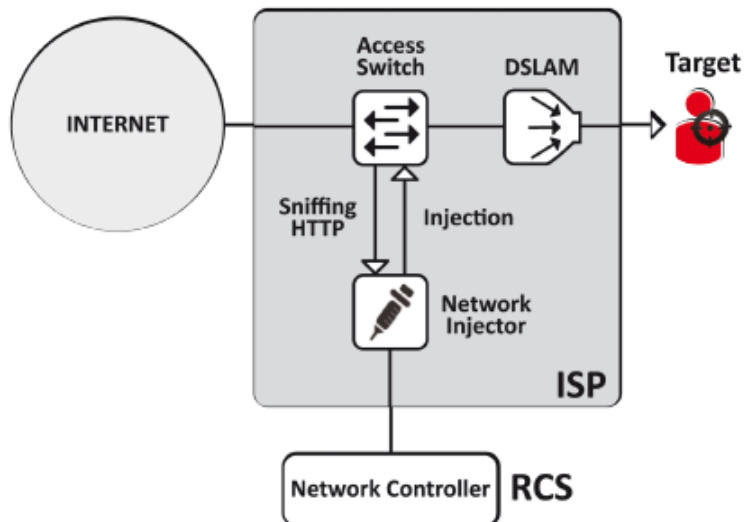 Access
Switch
DSLAM
Target
INTERNET
Sniffing
HTTP
Injection
Network
Injector
ISP
Network Controller
RCS